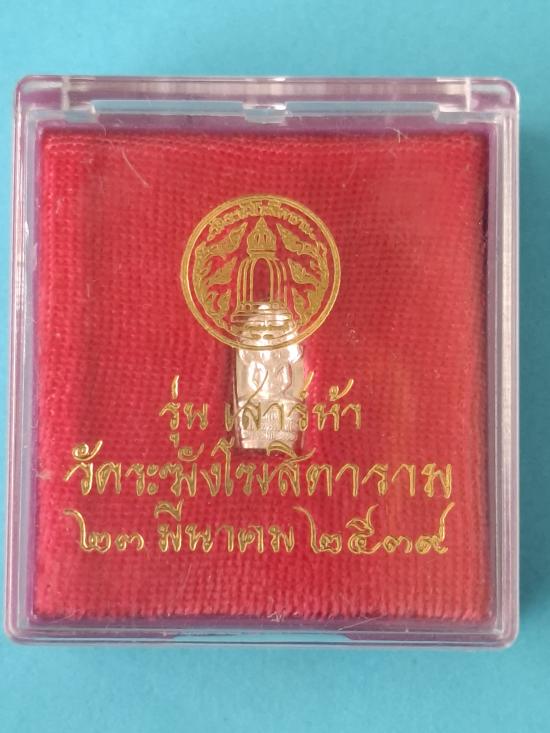 รุ่น เสาร์ห้า
วัดระฆังโฆสิตาราม
๒๓ มีนาคม ๒๕๓๙